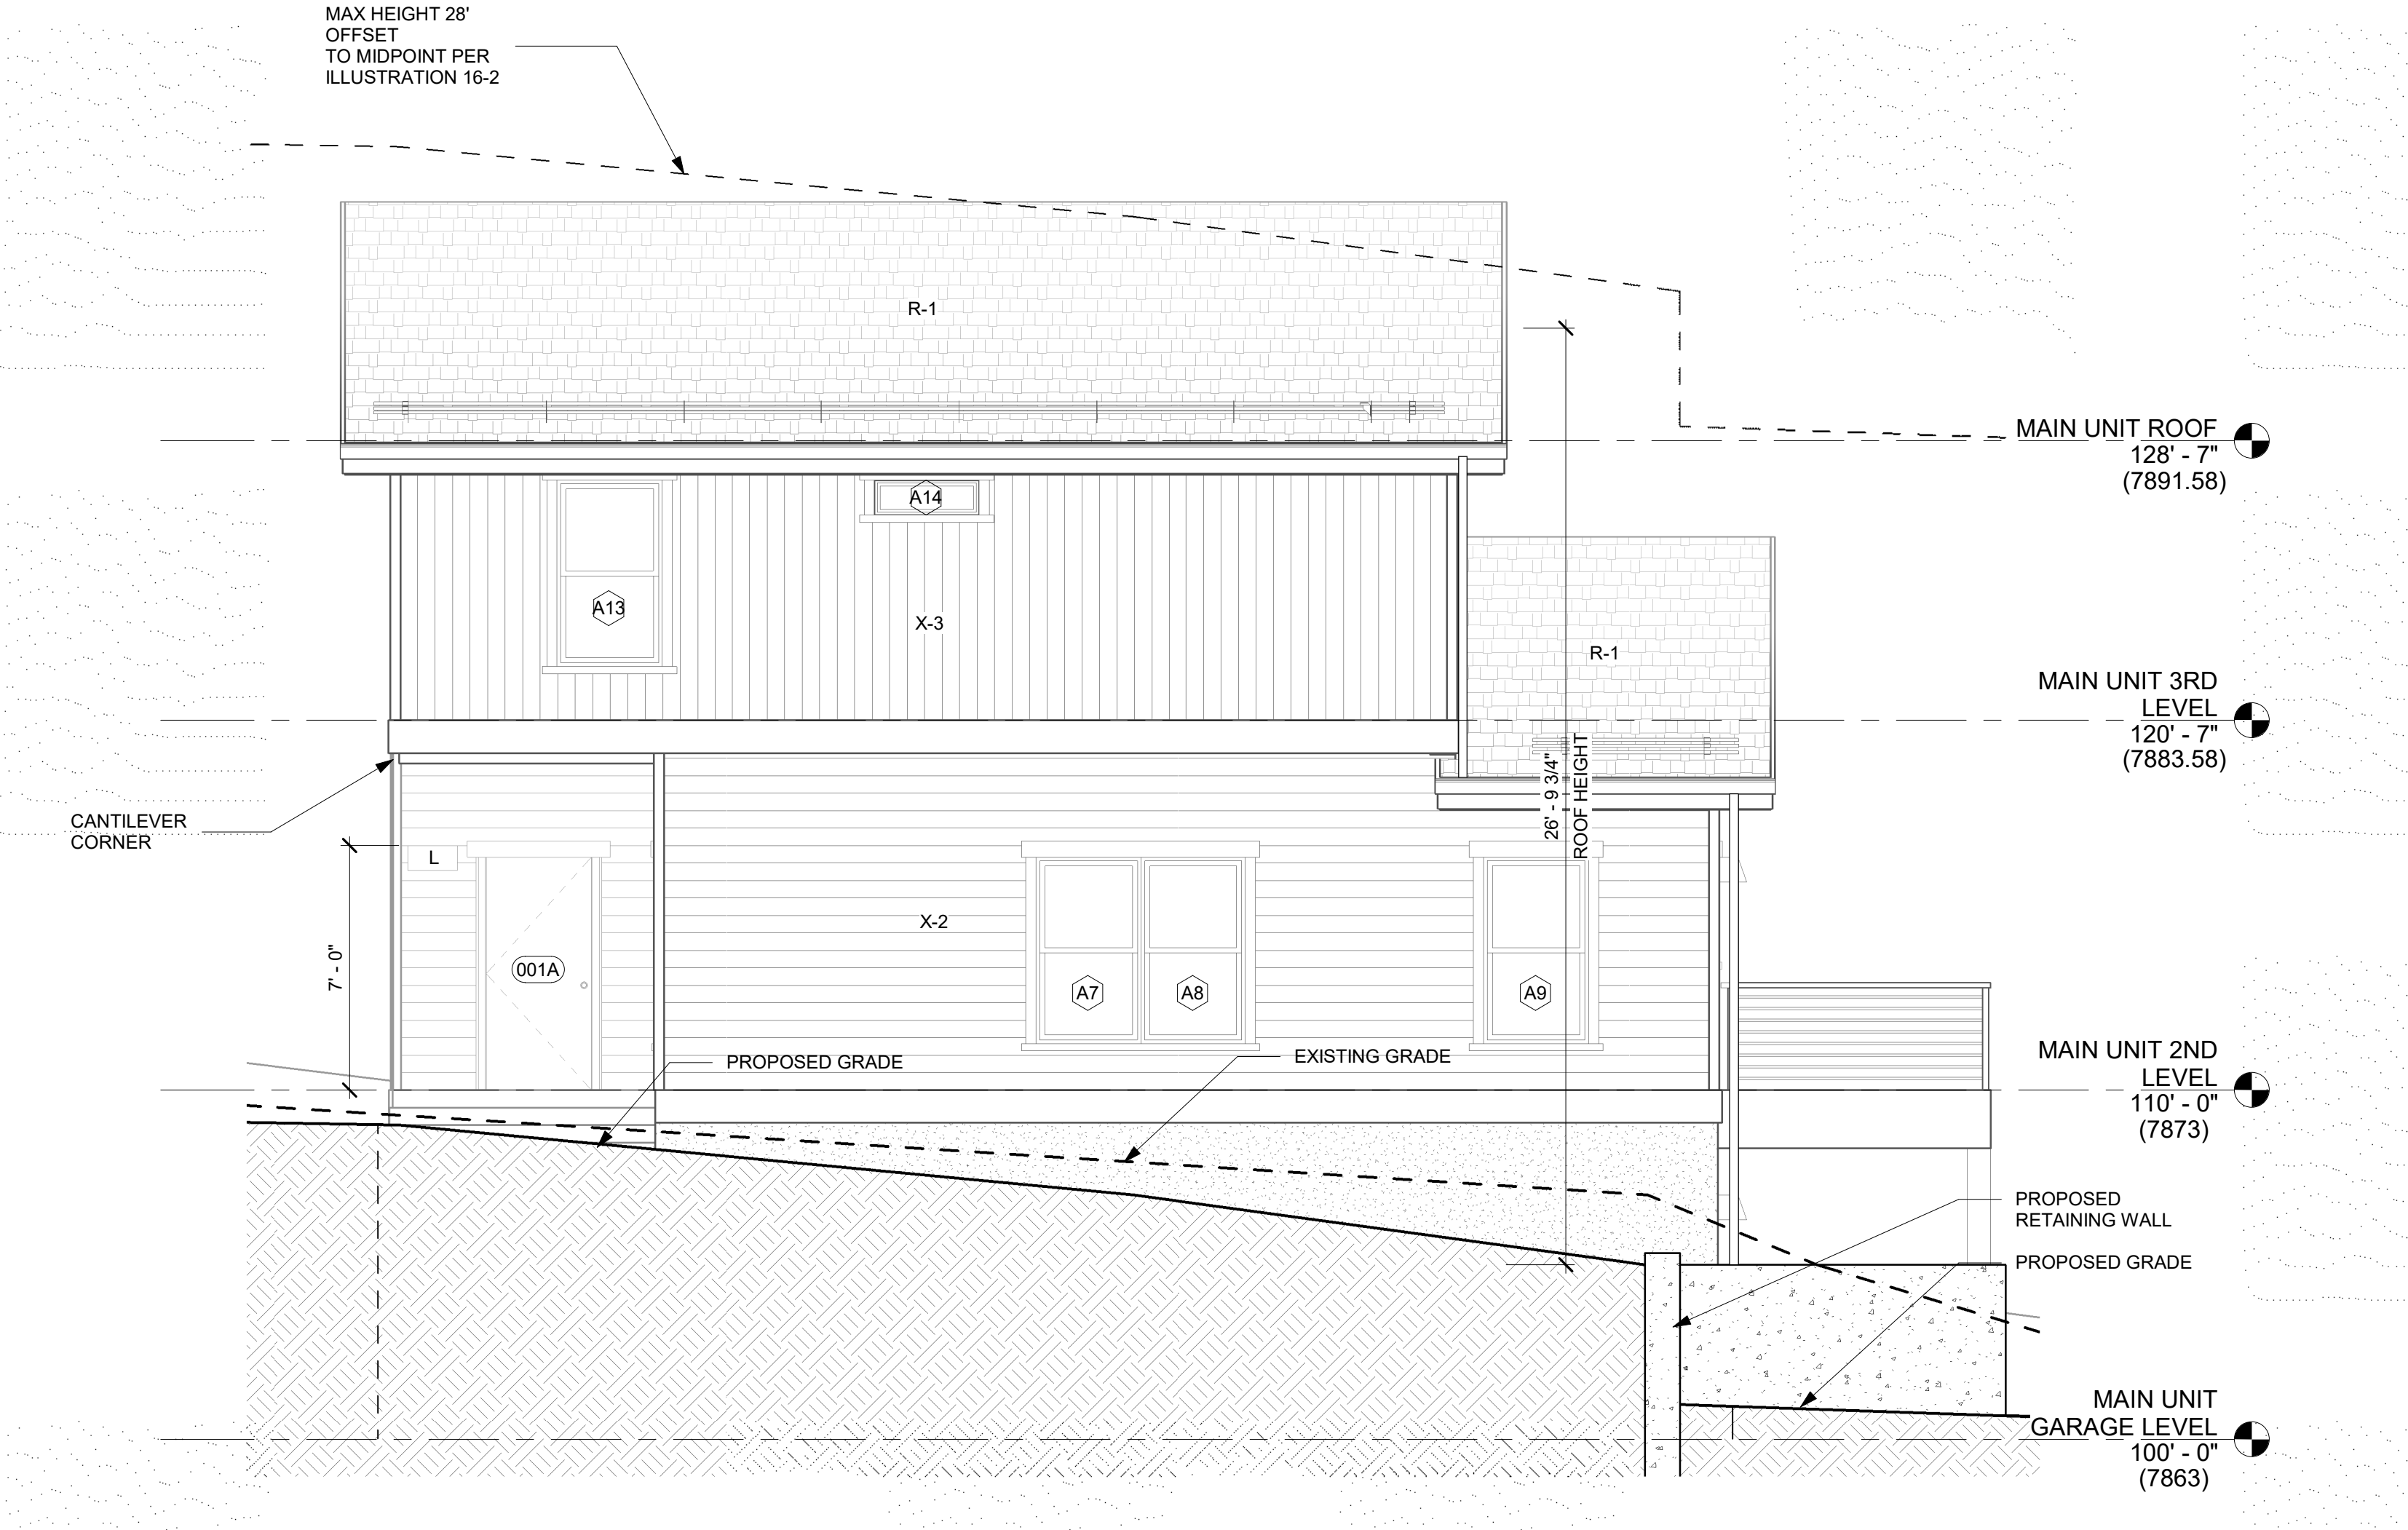 MAX HEIGHT 28'
OFFSET
TO MIDPOINT PER
ILLUSTRATION 16-2
R-1
MAIN UNIT ROOF
128' - 7"
(7891.58)
A14
A13
X-3
R-1
MAIN UNIT 3RD
LEVEL
120' - 7"
(7883.58)
26' - 9 3/4"
ROOF HEIGHT
CANTILEVER
CORNER
L
7' - 0"
001A
X-2
A7
A8
A9
PROPOSED GRADE
EXISTING GRADE
MAIN UNIT 2ND
LEVEL
110' - 0"
(7873)
PROPOSED
RETAINING WALL
PROPOSED GRADE
MAIN UNIT
GARAGE LEVEL
100' - 0"
(7863)